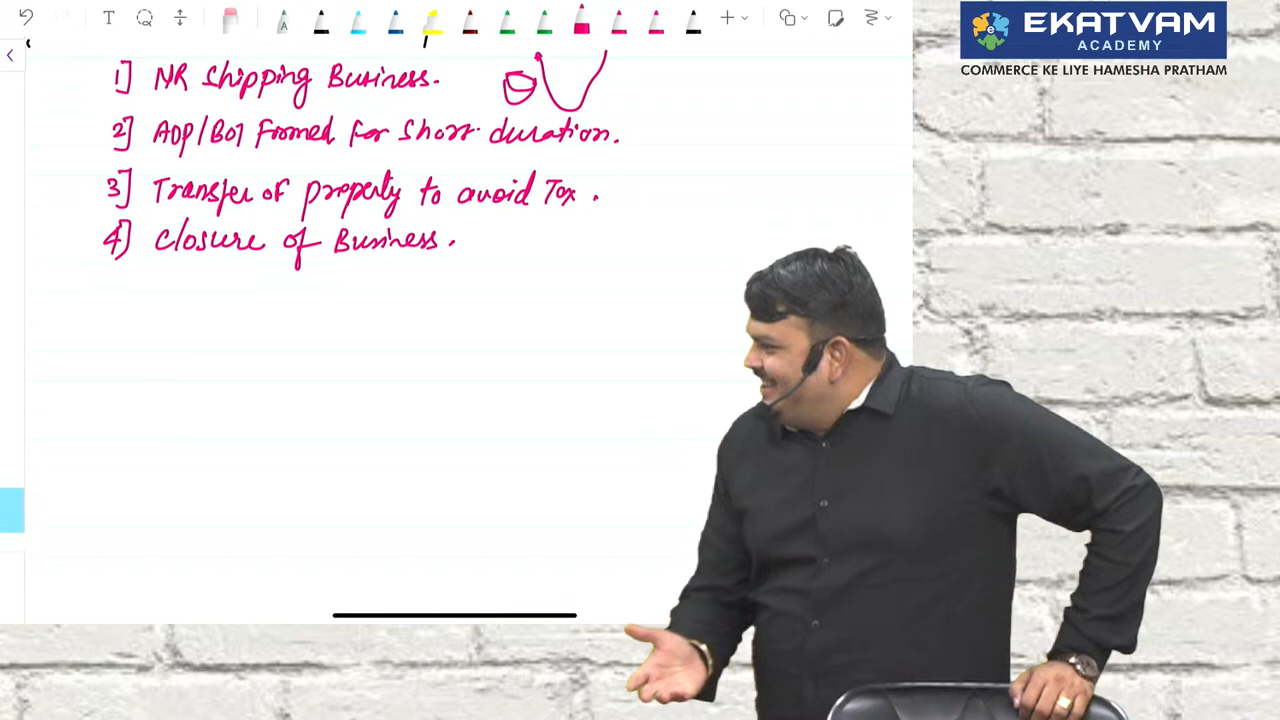 T
A
EKATVAM
ACADEMY
COMMERCE KE LIYE HAMESHA PRATHAM
1] NR Shipping Business.
2] AOP/BOI Formed for Short duration.
3] Transfer of property to avoid Tax.
4] Closure of Business.